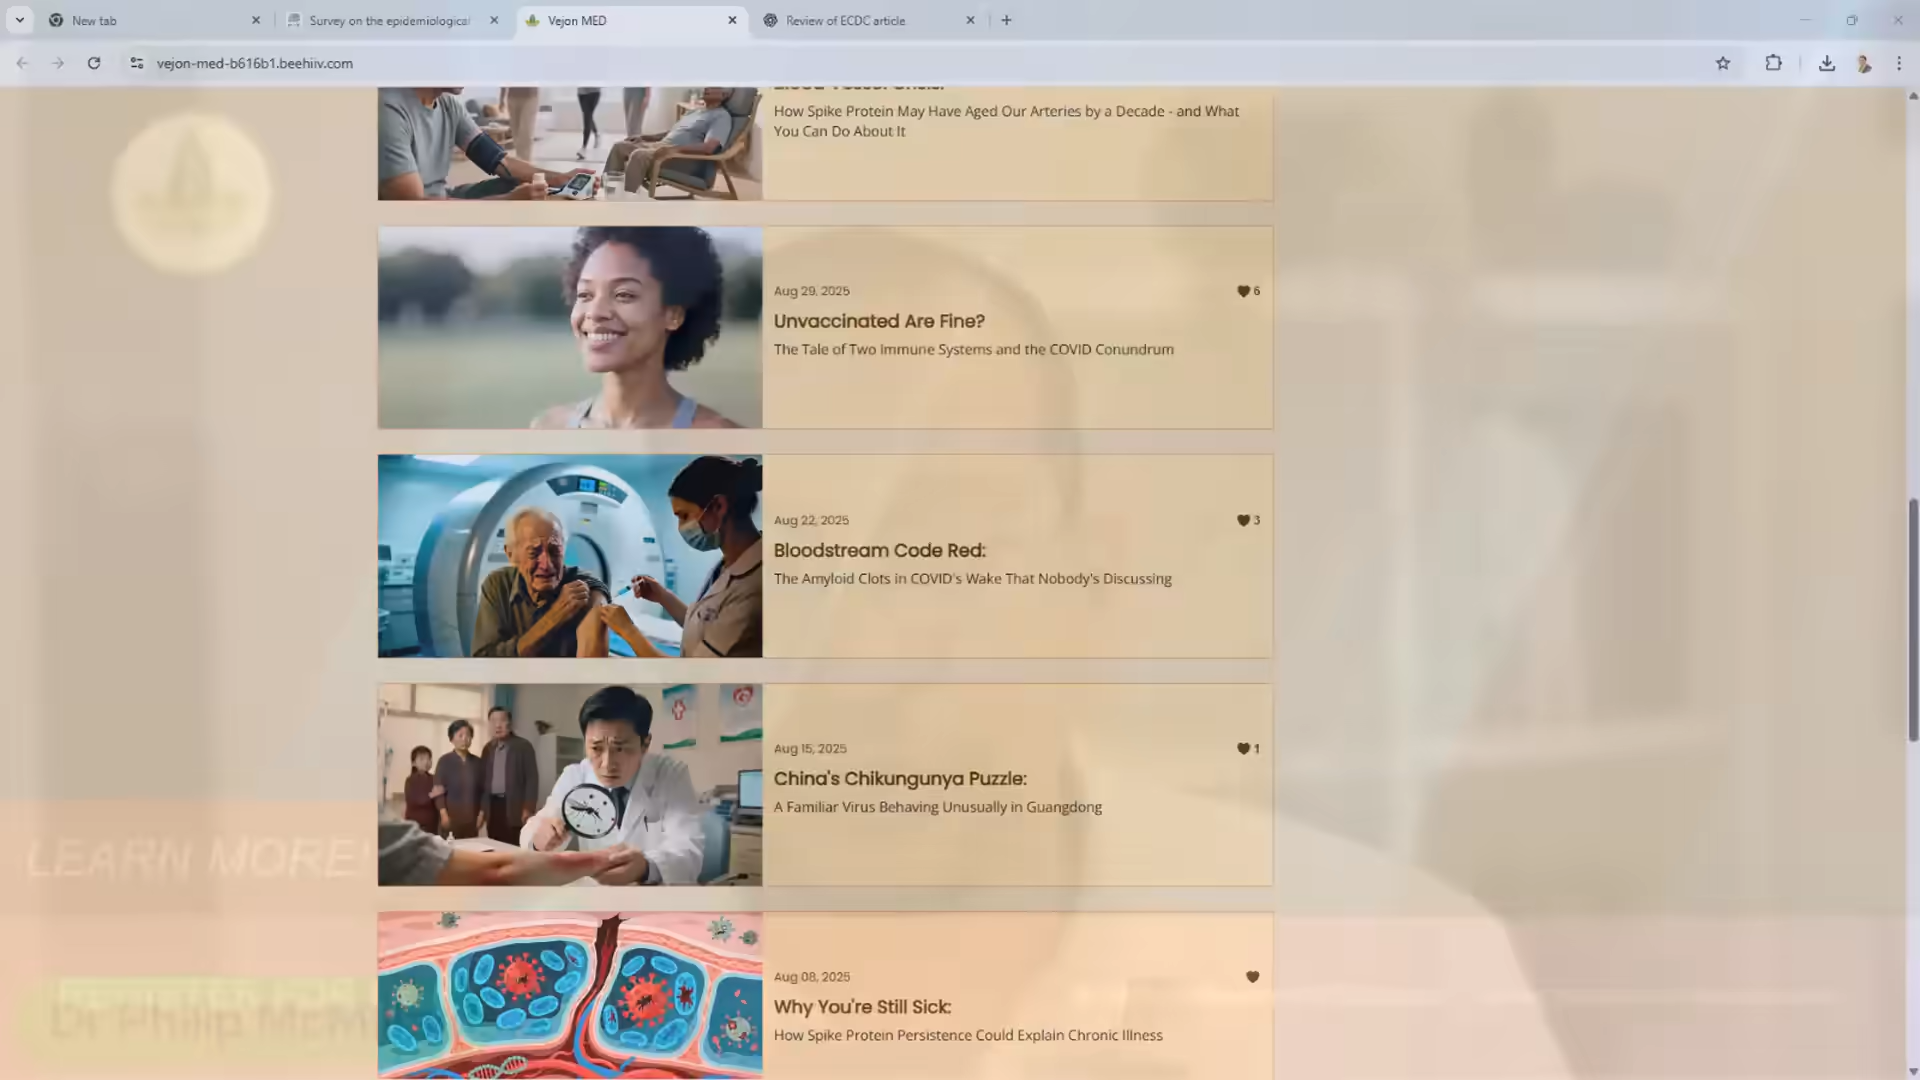 New tab
Survey on the epidemiological
Vejon MED
Review of ECDC article
vejon-med-b616b1.beehiiv.com
How Spike Protein May Have Aged Our Arteries by a Decade - and What
You Can Do About It
Aug 29, 2025
6
Unvaccinated Are Fine?
The Tale of Two Immune Systems and the COVID Conundrum
Aug 22, 2025
3
Bloodstream Code Red:
The Amyloid Clots in COVID's Wake That Nobody's Discussing
Aug 15, 2025
1
China's Chikungunya Puzzle:
A Familiar Virus Behaving Unusually in Guangdong
LEARN MORE!
Aug 08, 2025
Why You're Still Sick:
How Spike Protein Persistence Could Explain Chronic Illness
Dr Philip McM